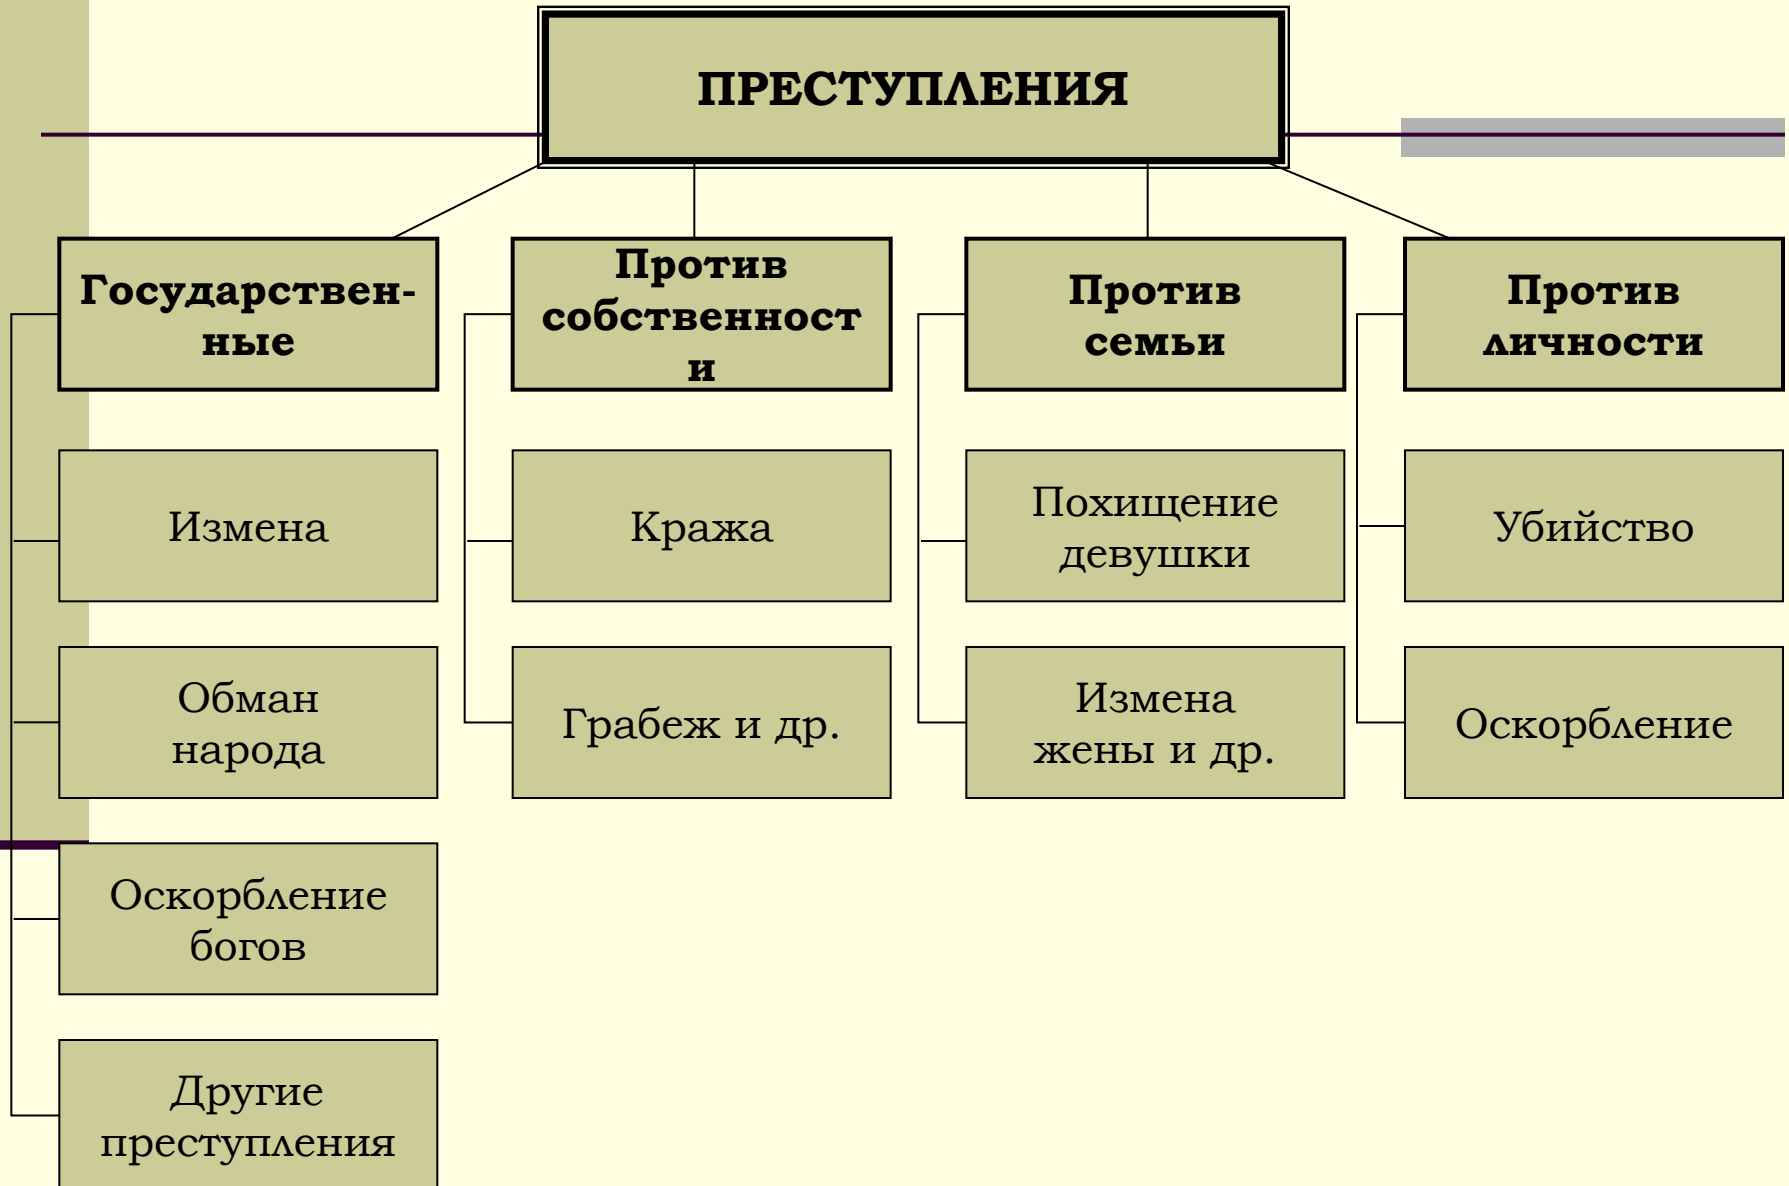 ПРЕСТУПЛЕНИЯ
Государствен-
ные
Измена
Обман
народа
Оскорбление
богов
Другие
преступления
Против
собственност
и
Кража
Грабеж и др.
Против
семьи
Похищение
девушки
Измена
жены и др.
Против
личности
Убийство
Оскорбление